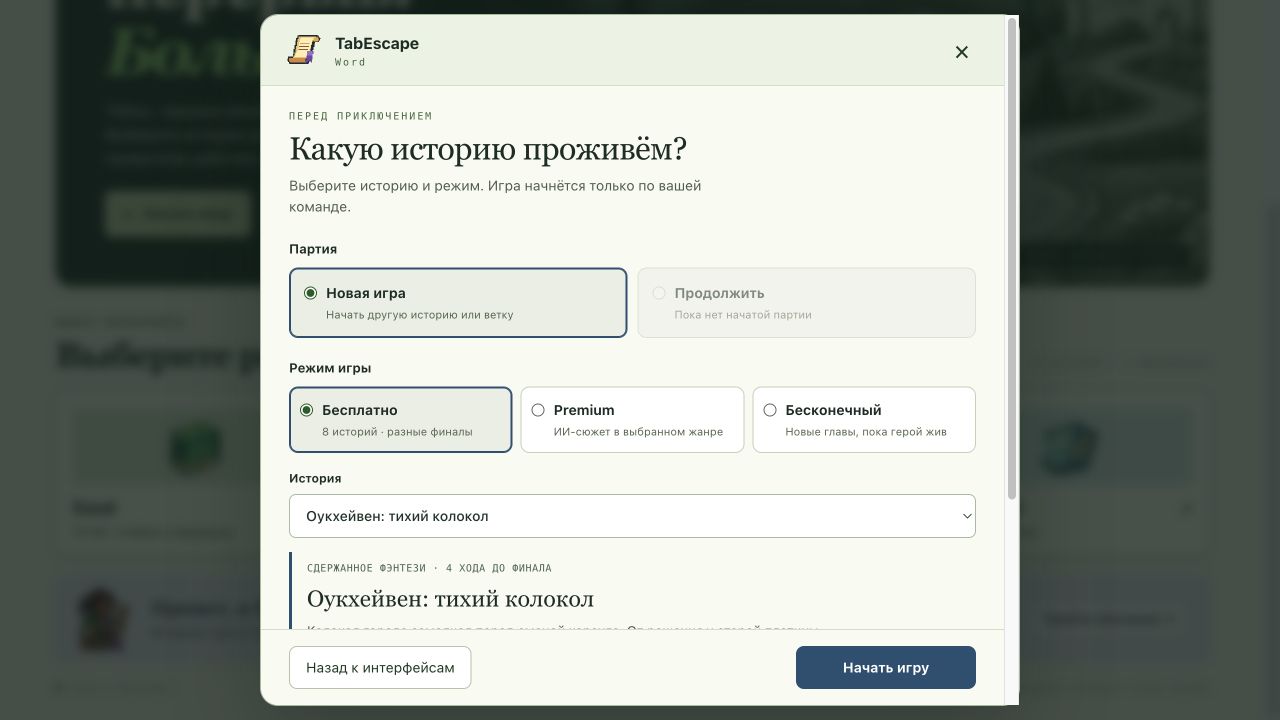 TabEscape
Word
ПЕРЕД ПРИКЛЮЧЕНИЕМ
Какую историю проживём?
Выберите историю и режим. Игра начнётся только по вашей
команде.
Партия
Новая игра
Начать другую историю или ветку
Продолжить
Пока нет начатой партии
Режим игры
Бесплатно
8 историй · разные финалы
Premium
ИИ-сюжет в выбранном жанре
Бесконечный
Новые главы, пока герой жив
История
Оукхейвен: тихий колокол
СДЕРЖАННОЕ ФЭНТЕЗИ · 4 ХОДА ДО ФИНАЛА
Оукхейвен: тихий колокол
Назад к интерфейсам
Начать игру
Выберите